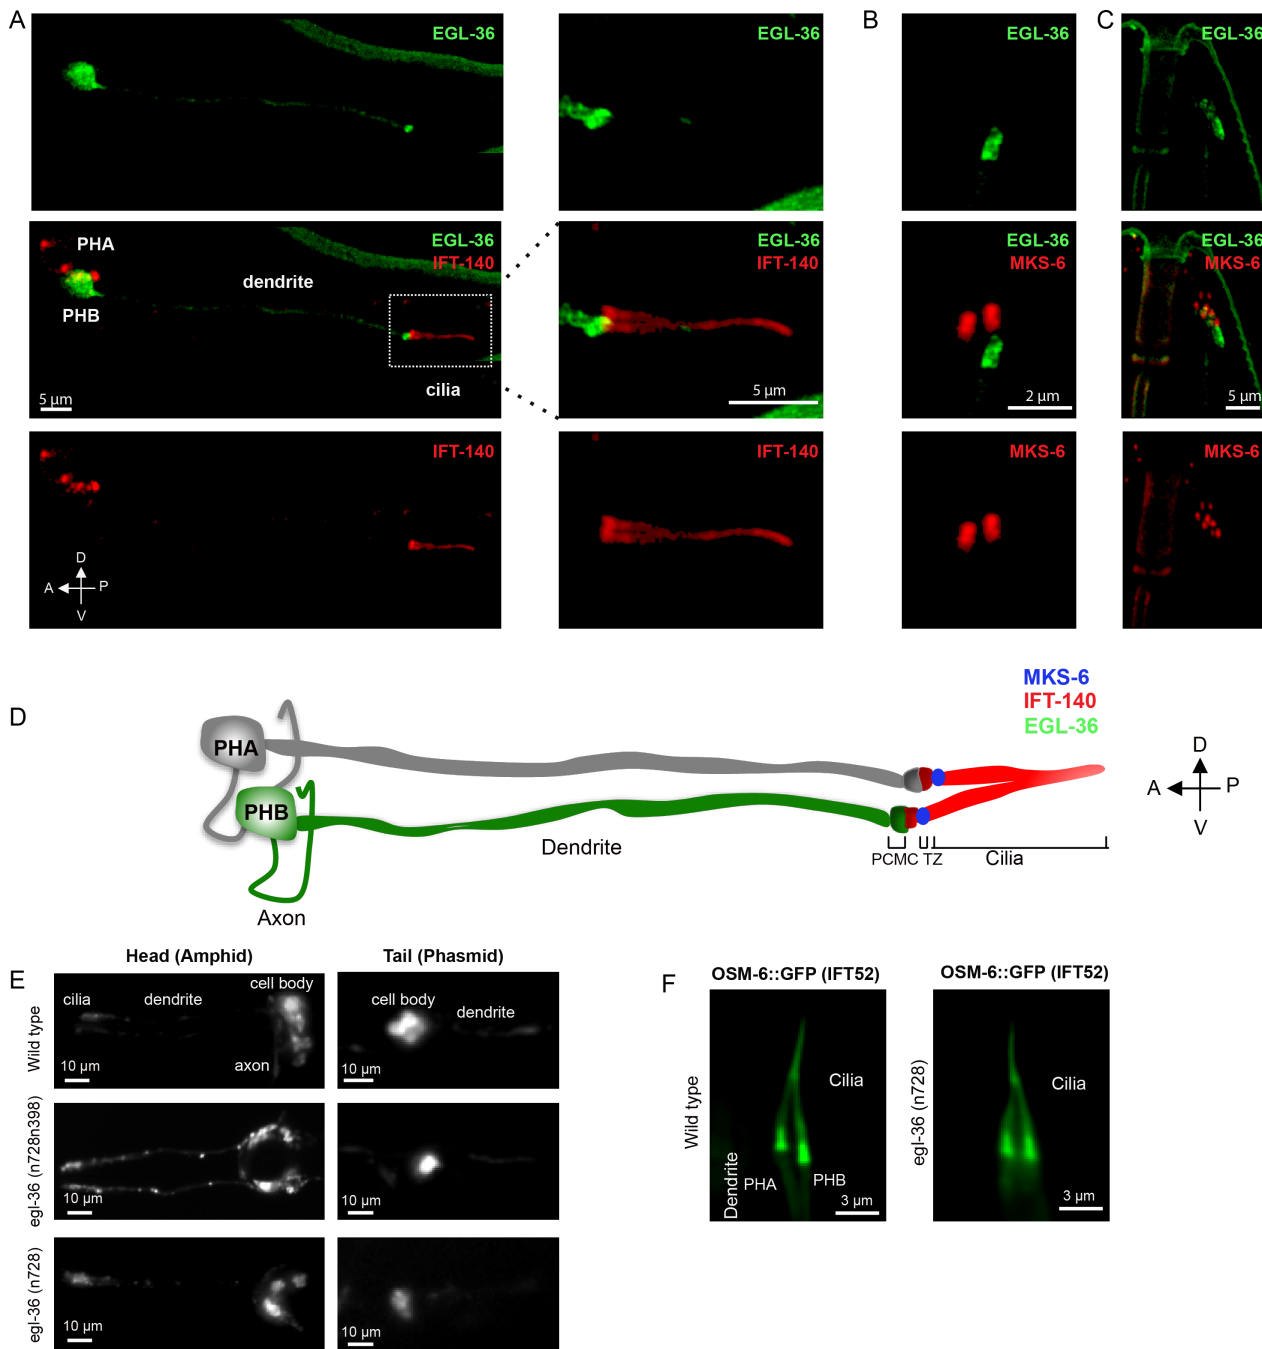 A
EGL-36
EGL-36
B
EGL-36
C
EGL-36
PHA
PHB
dendrite
cilia
EGL-36
IFT-140
5 µm
EGL-36
IFT-140
5 µm
EGL-36
MKS-6
2 µm
EGL-36
MKS-6
5 µm
IFT-140
D
A
P
V
IFT-140
MKS-6
MKS-6
D
MKS-6
IFT-140
EGL-36
PHA
PHB
Dendrite
Axon
PCMC TZ
Cilia
D
A
P
V
E
Head (Amphid)
Tail (Phasmid)
Wild type
cilia
dendrite
cell body
axon
10 µm
cell body
dendrite
10 µm
egl-36 (n728n398)
10 µm
10 µm
egl-36 (n728)
10 µm
10 µm
F
OSM-6::GFP (IFT52)
OSM-6::GFP (IFT52)
Wild type
Cilia
Dendrite
PHA
PHB
3 µm
egl-36 (n728)
Cilia
3 µm